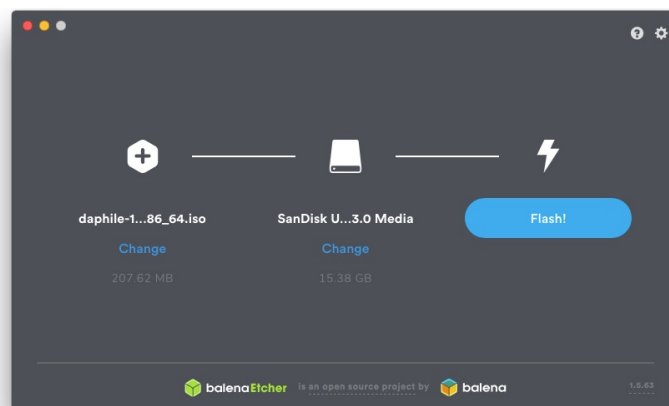 daphile-1...86_64.iso
SanDisk U...3.0 Media
Flash!
Change
Change
207.62 MB
15.38 GB
balenaEtcher is an open source project by balena
1.5.63